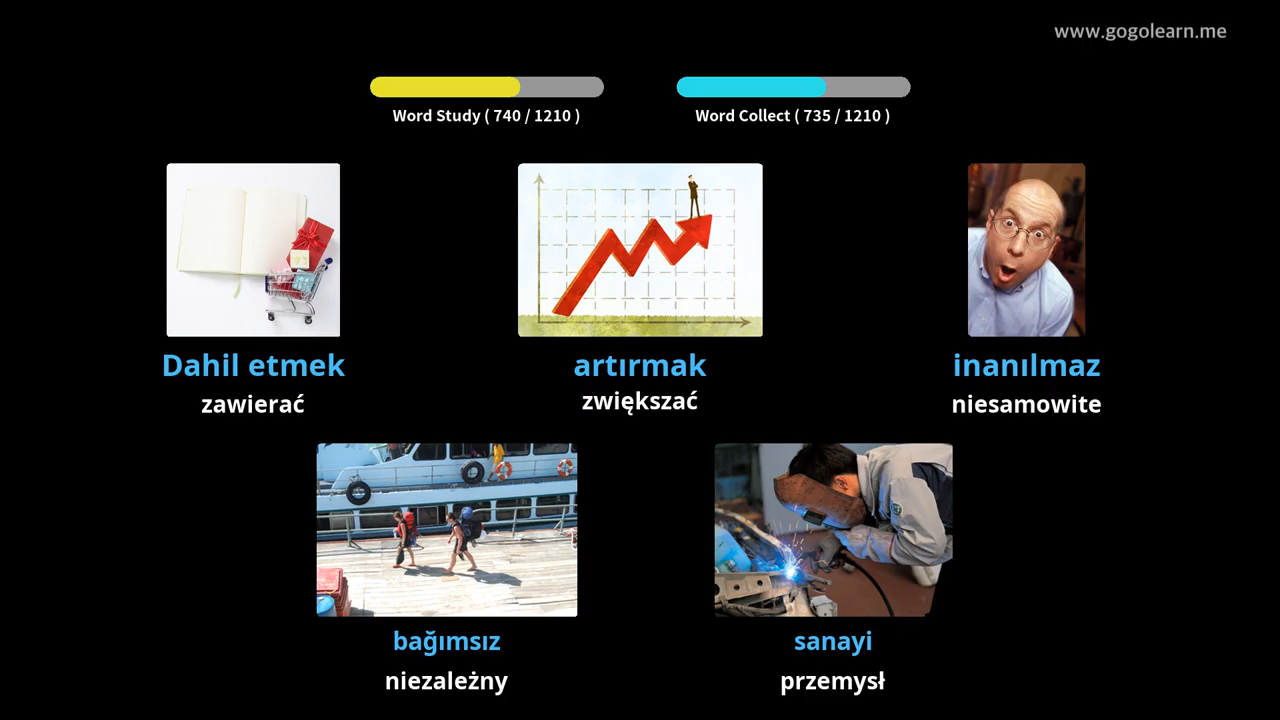 www.gogolearn.me
Word Study ( 740 / 1210 )
Word Collect ( 735 / 1210 )
Dahil etmek
zawierać
artırmak
zwiększać
inanılmaz
niesamowite
bağımsız
niezależny
sanayi
przemysł